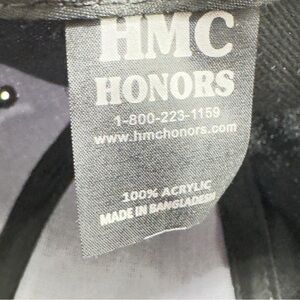 HMC
HONORS
1-800-223-1159
www.hmchonors.com
100% ACRYLIC
MADE IN BANGLADESH